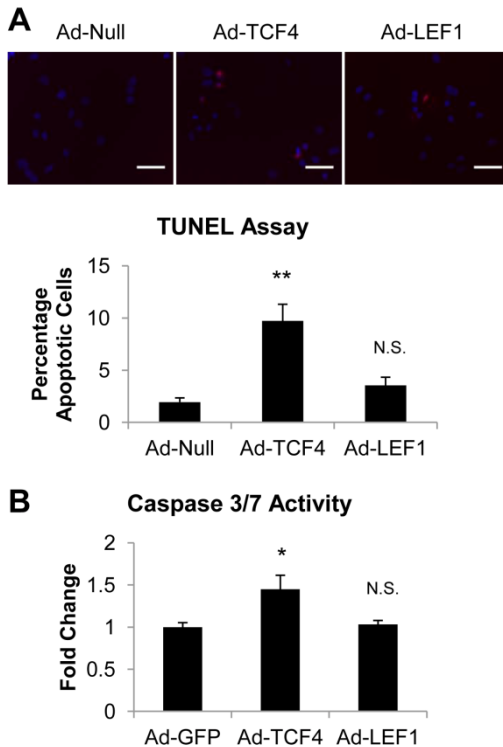 A
Ad-Null Ad-TCF4 Ad-LEF1
TUNEL Assay
Percentage
Apoptotic Cells
15
10
5
0
**
N.S.
Ad-Null Ad-TCF4 Ad-LEF1
B
Caspase 3/7 Activity
Fold Change
2
1.5
1
0.5
0
*
N.S.
Ad-GFP Ad-TCF4 Ad-LEF1